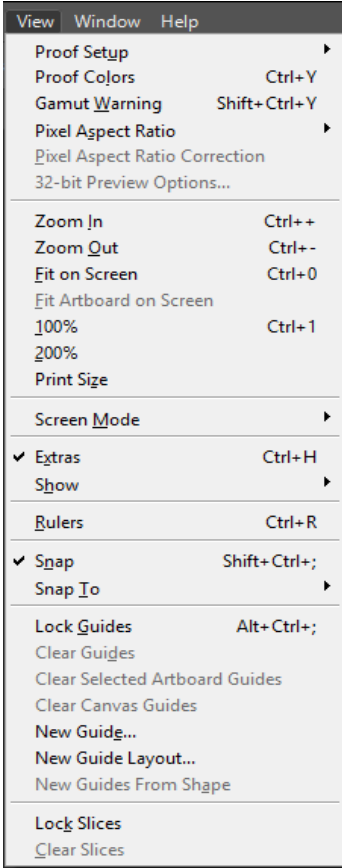 View Window Help
Proof Setup
Proof Colors Ctrl+Y
Gamut Warning Shift+Ctrl+Y
Pixel Aspect Ratio
Pixel Aspect Ratio Correction
32-bit Preview Options...
Zoom In Ctrl++
Zoom Out Ctrl+-
Fit on Screen Ctrl+0
Fit Artboard on Screen
100% Ctrl+1
200%
Print Size
Screen Mode
Extras Ctrl+H
Show
Rulers Ctrl+R
Snap Shift+Ctrl+;
Snap To
Lock Guides Alt+Ctrl+;
Clear Guides
Clear Selected Artboard Guides
Clear Canvas Guides
New Guide...
New Guide Layout...
New Guides From Shape
Lock Slices
Clear Slices